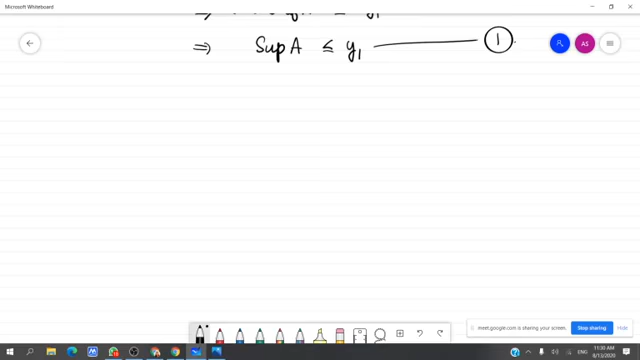 Microsoft Whiteboard
⇒ Sup A ≤ y₁ ——— ①
AS
meet.google.com is sharing your screen. Stop sharing Hide
11:30 AM
8/13/2020